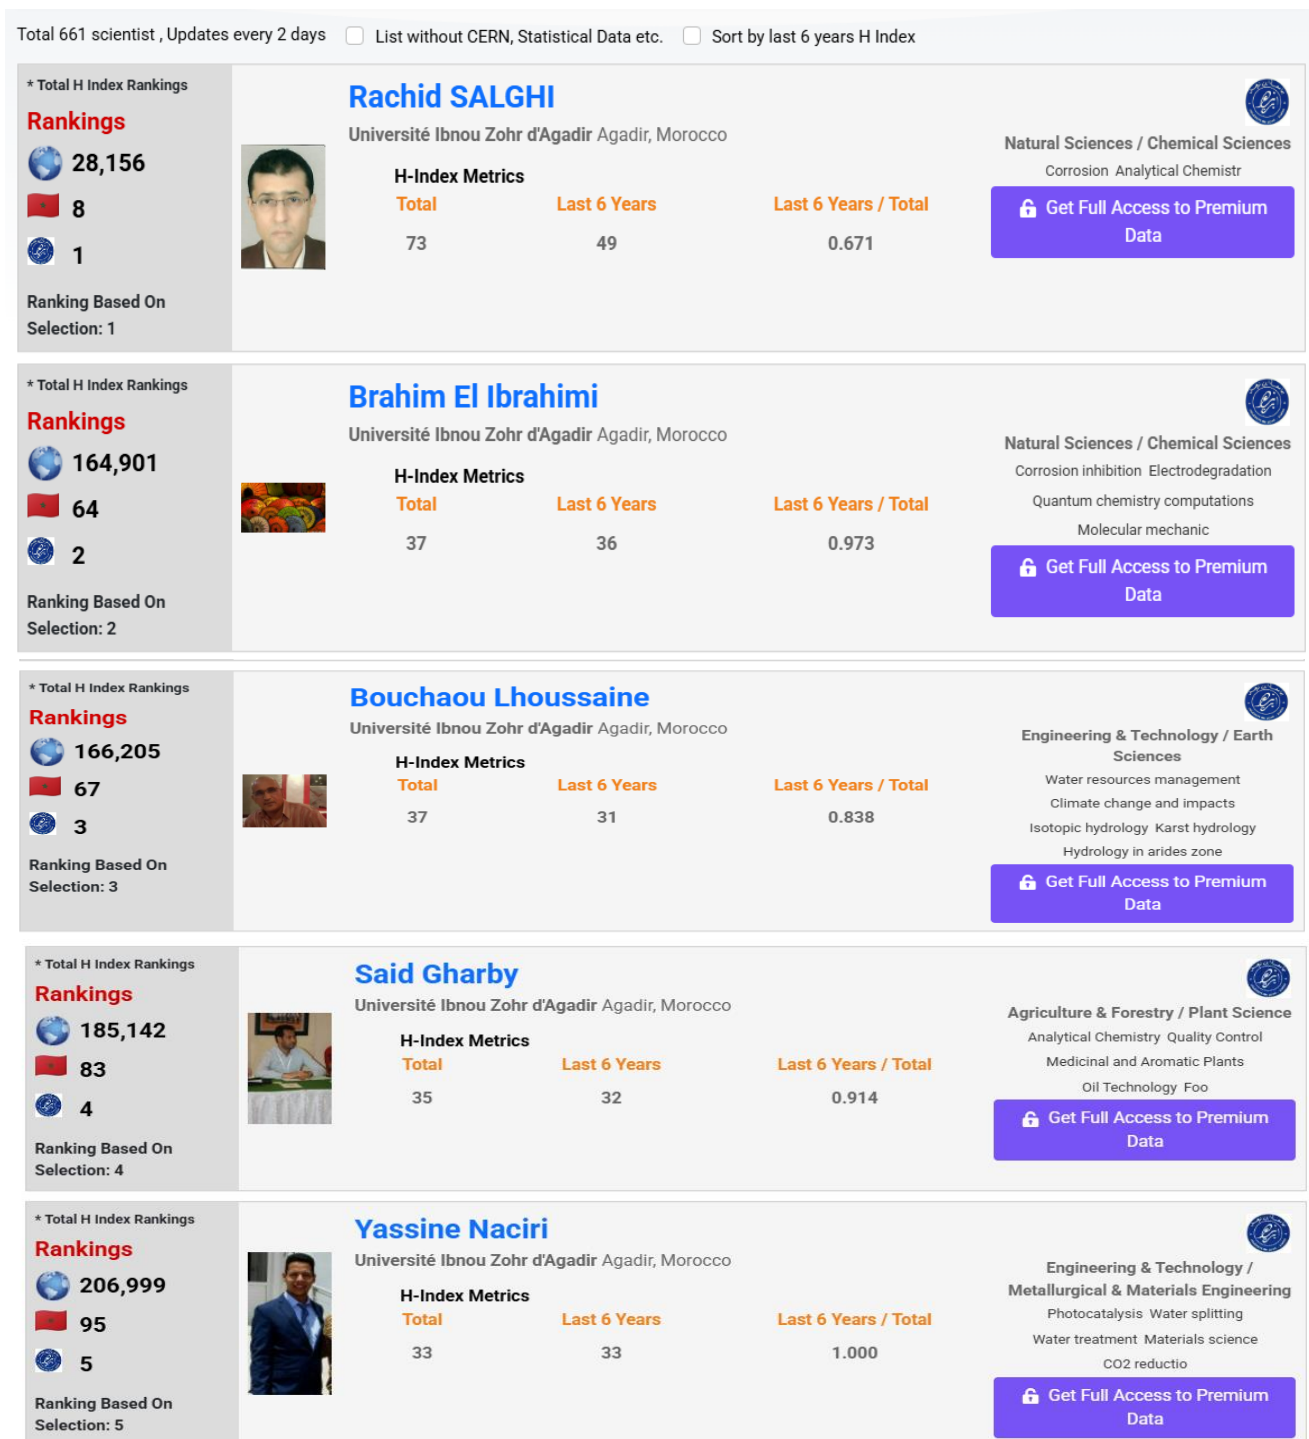 Total 661 scientist , Updates every 2 days List without CERN, Statistical Data etc. Sort by last 6 years H Index
* Total H Index Rankings
Rankings
28,156
8
1
Ranking Based On
Selection: 1
Rachid SALGHI
Université Ibnou Zohr d'Agadir Agadir, Morocco
H-Index Metrics
Total Last 6 Years Last 6 Years / Total
73 49 0.671
Natural Sciences / Chemical Sciences
Corrosion Analytical Chemistr
Get Full Access to Premium
Data
* Total H Index Rankings
Rankings
164,901
64
2
Ranking Based On
Selection: 2
Brahim El Ibrahimi
Université Ibnou Zohr d'Agadir Agadir, Morocco
H-Index Metrics
Total Last 6 Years Last 6 Years / Total
37 36 0.973
Natural Sciences / Chemical Sciences
Corrosion inhibition Electrodegradation
Quantum chemistry computations
Molecular mechanic
Get Full Access to Premium
Data
* Total H Index Rankings
Rankings
166,205
67
3
Ranking Based On
Selection: 3
Bouchaou Lhoussaine
Université Ibnou Zohr d'Agadir Agadir, Morocco
H-Index Metrics
Total Last 6 Years Last 6 Years / Total
37 31 0.838
Engineering & Technology / Earth
Sciences
Water resources management
Climate change and impacts
Isotopic hydrology Karst hydrology
Hydrology in arides zone
Get Full Access to Premium
Data
* Total H Index Rankings
Rankings
185,142
83
4
Ranking Based On
Selection: 4
Said Gharby
Université Ibnou Zohr d'Agadir Agadir, Morocco
H-Index Metrics
Total Last 6 Years Last 6 Years / Total
35 32 0.914
Agriculture & Forestry / Plant Science
Analytical Chemistry Quality Control
Medicinal and Aromatic Plants
Oil Technology Foo
Get Full Access to Premium
Data
* Total H Index Rankings
Rankings
206,999
95
5
Ranking Based On
Selection: 5
Yassine Naciri
Université Ibnou Zohr d'Agadir Agadir, Morocco
H-Index Metrics
Total Last 6 Years Last 6 Years / Total
33 33 1.000
Engineering & Technology /
Metallurgical & Materials Engineering
Photocatalysis Water splitting
Water treatment Materials science
CO2 reductio
Get Full Access to Premium
Data